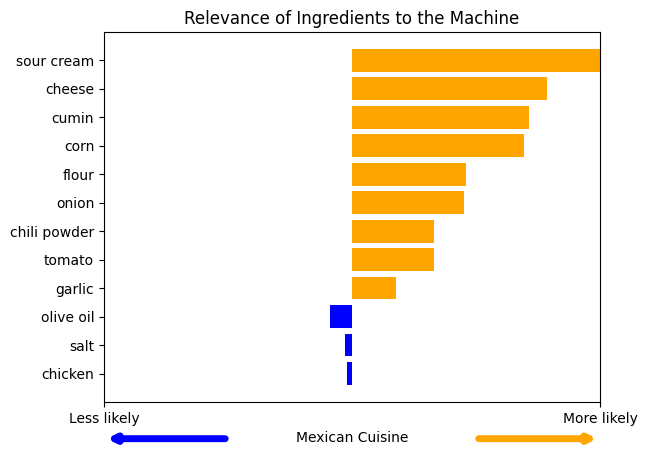 Relevance of Ingredients to the Machine
sour cream
cheese
cumin
corn
flour
onion
chili powder
tomato
garlic
olive oil
salt
chicken
Less likely
More likely
Mexican Cuisine